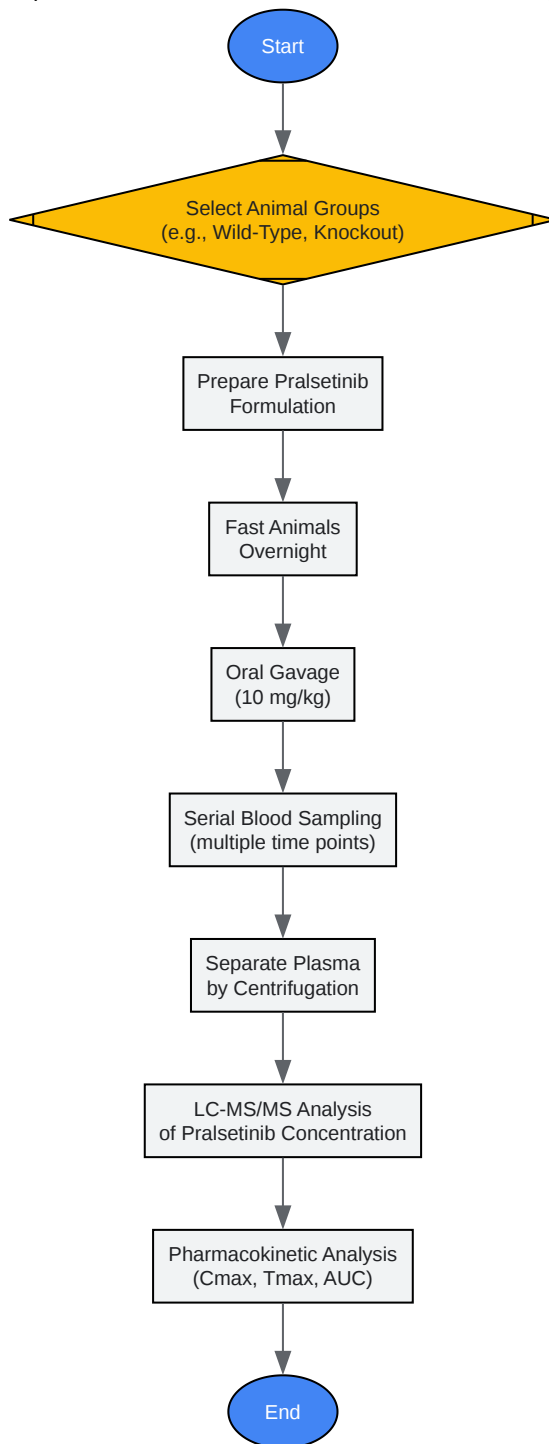 Start
Select Animal Groups
(e.g., Wild-Type, Knockout)
Prepare Pralsetinib
Formulation
Fast Animals
Overnight
Oral Gavage
(10 mg/kg)
Serial Blood Sampling
(multiple time points)
Separate Plasma
by Centrifugation
LC-MS/MS Analysis
of Pralsetinib Concentration
Pharmacokinetic Analysis
(Cmax, Tmax, AUC)
End